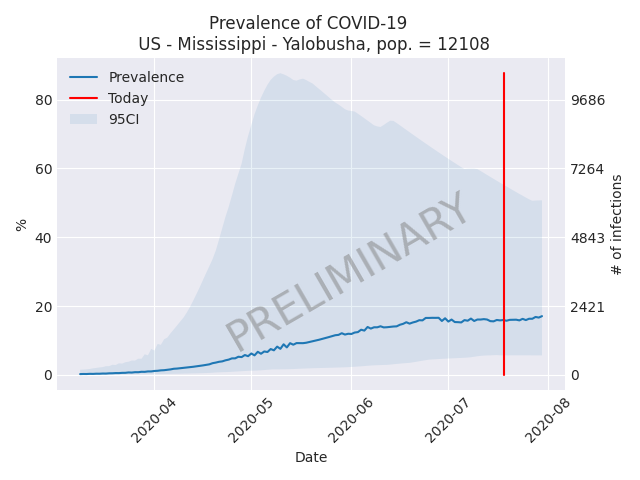 Prevalence of COVID-19
US - Mississippi - Yalobusha, pop. = 12108
Prevalence
Today
95CI
80
60
40
20
0
%
9686
7264
4843
2421
0
# of infections
PRELIMINARY
2020-04
2020-05
2020-06
2020-07
2020-08
Date